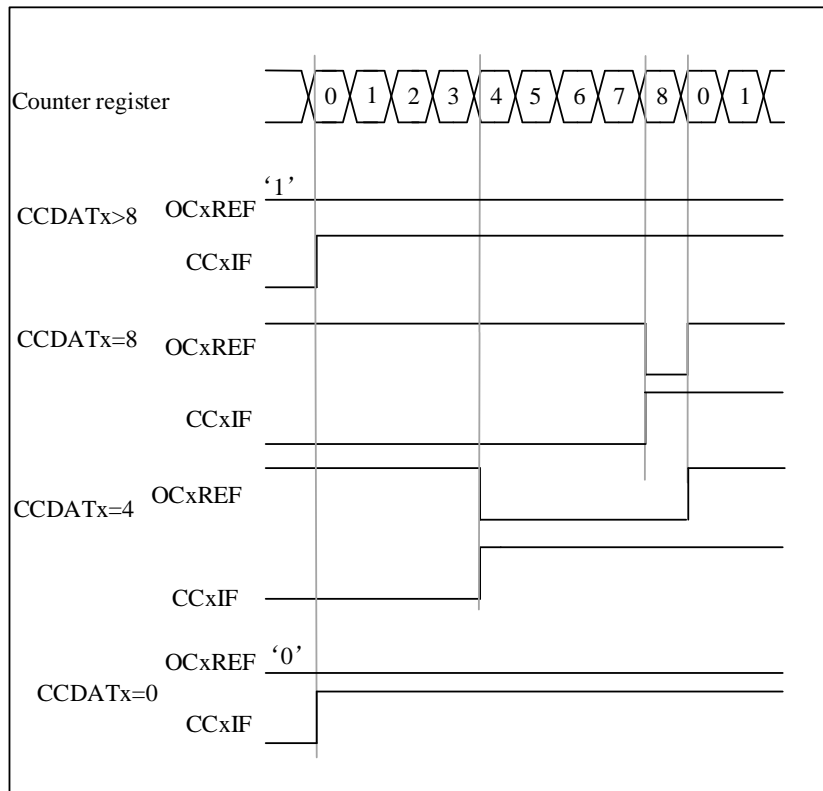 Counter register 0 1 2 3 4 5 6 7 8 0 1
‘1’
CCDATx>8 OCxREF
CCxIF
CCDATx=8 OCxREF
CCxIF
CCDATx=4 OCxREF
CCxIF
OCxREF ‘0’
CCDATx=0
CCxIF